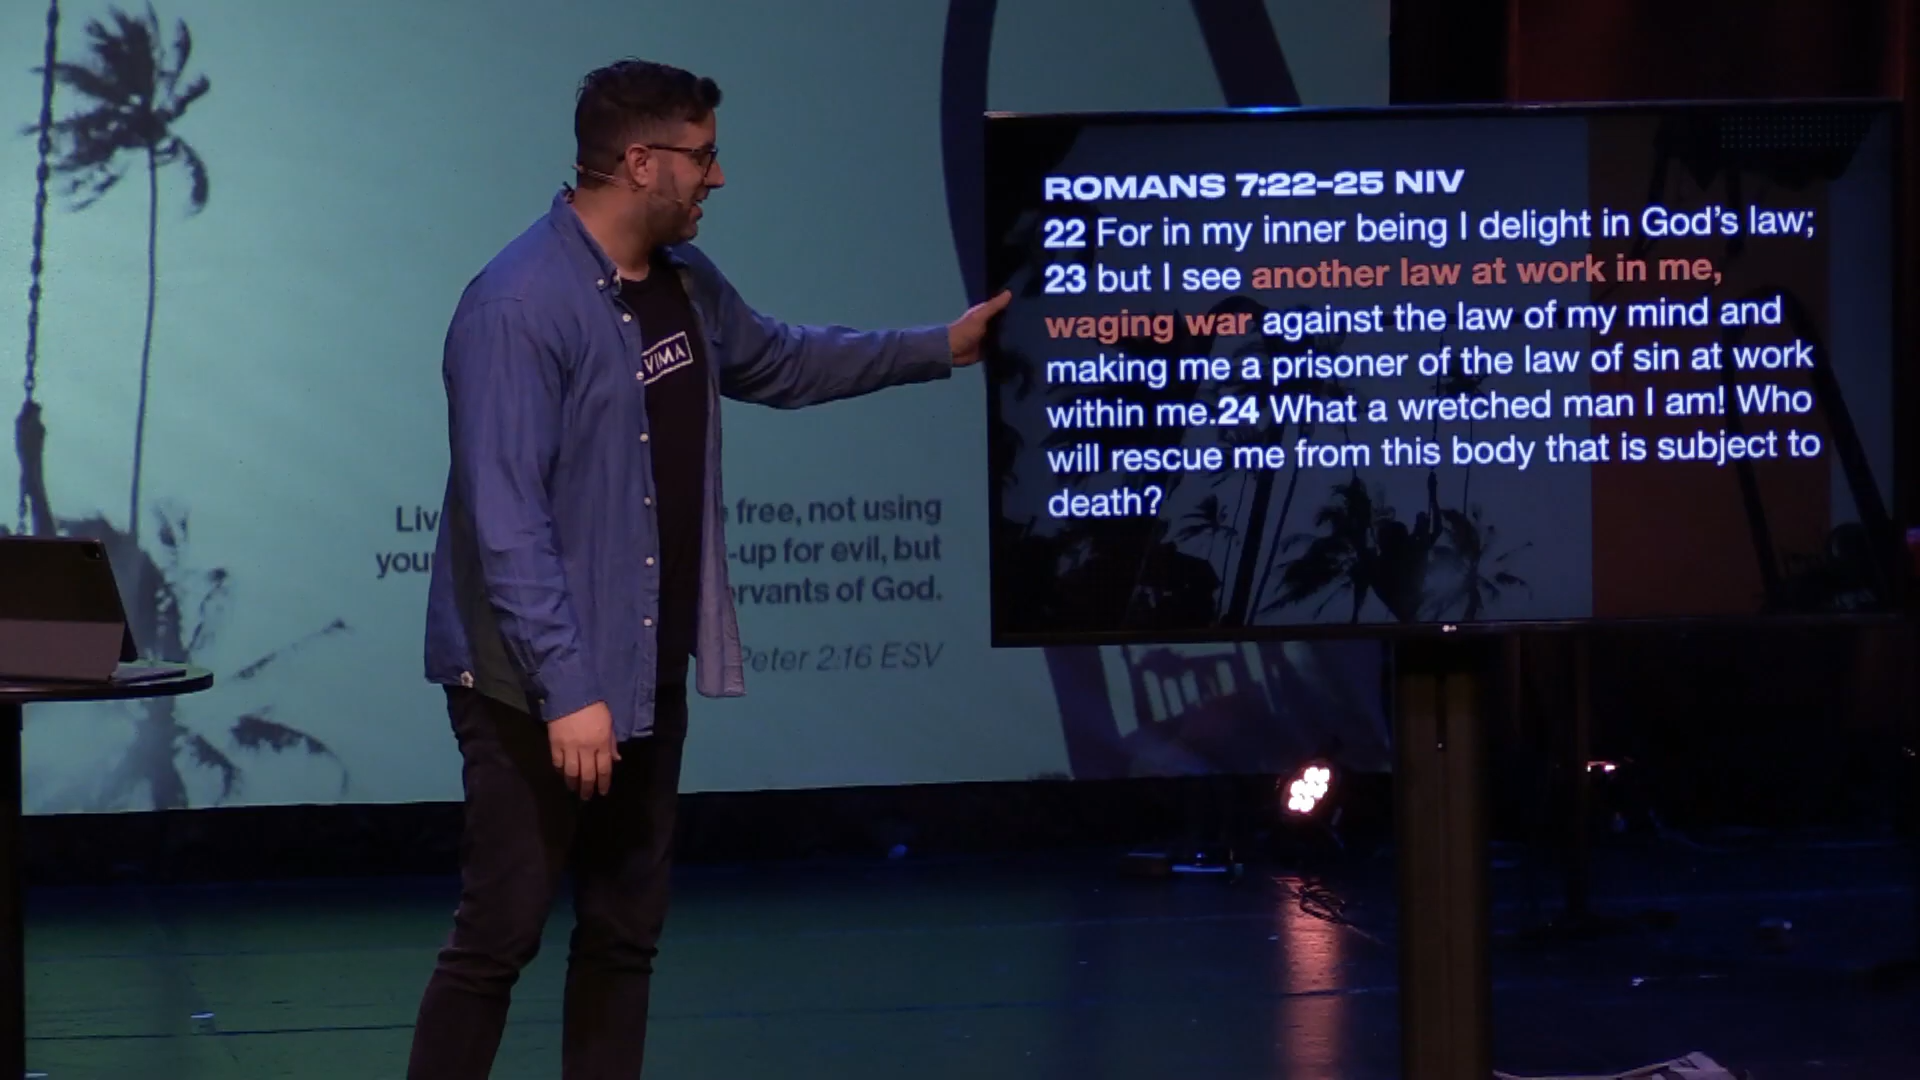 VIMA
Liv free, not using
your -up for evil, but
of God.
Peter 2:16 ESV
ROMANS 7:22-25 NIV
22 For in my inner being I delight in God's law;
23 but I see another law at work in me,
waging war against the law of my mind and
making me a prisoner of the law of sin at work
within me.24 What a wretched man I am! Who
will rescue me from this body that is subject to
death?